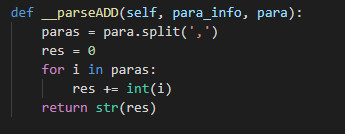 def __parseADD(self, para_info, para):
    paras = para.split(',')
    res = 0
    for i in paras:
        res += int(i)
    return str(res)